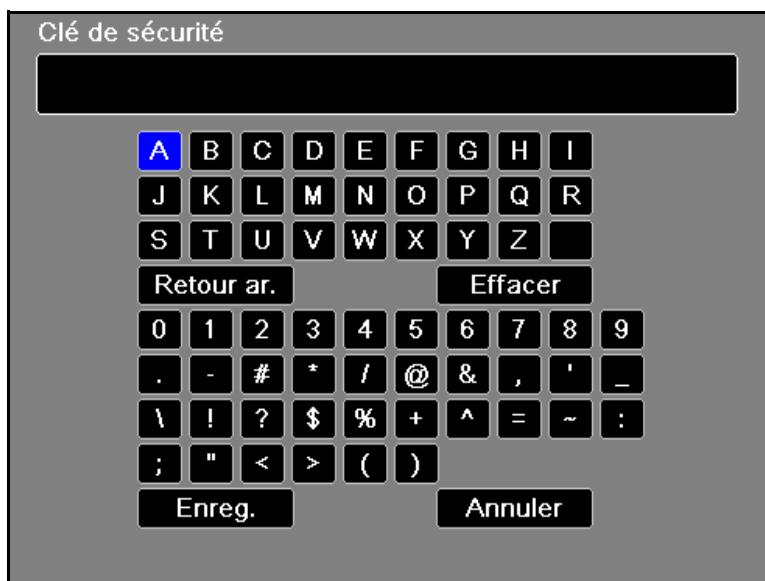 Clé de sécurité
A B C D E F G H I
J K L M N O P Q R
S T U V W X Y Z
Retour ar. Effacer
0 1 2 3 4 5 6 7 8 9
. - # * / @ & , ' _
\ ! ? $ % + ^ = ~ :
; " < > ( )
Enreg. Annuler